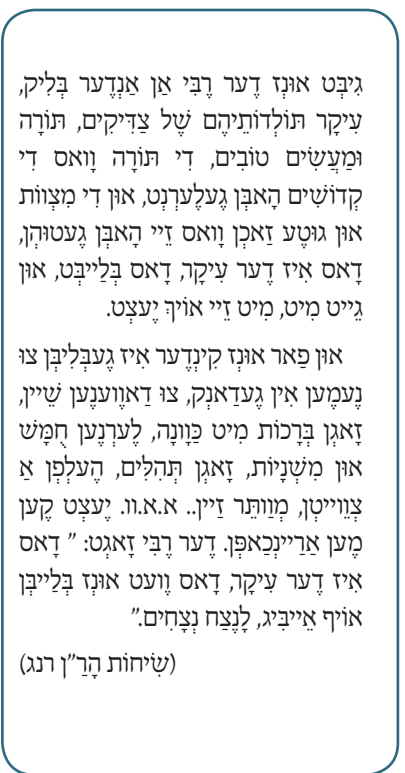 גִיבְּט אוּנְז דֶער רֶבִּי אַן אַנְדֶער בְּלִיק,
עִיקָר תּוֹלְדוֹתֵיהֶם שֶׁל צַדִּיקִים, תּוֹרָה
וּמַעֲשִׂים טוֹבִים, דִי תּוֹרָה וָואס דִי
קְדוֹשִׁים הָאבְּן גֶעלֶערְנְט, אוּן דִי מִצְווֹת
אוּן גוּטֶע זַאכְן וָואס זֵיי הָאבְּן גֶעטוּהְן,
דָאס אִיז דֶער עִיקָר, דָאס בְּלַייבְּט, אוּן
גֵייט מִיט, מִיט זֵיי אוֹיךְ יֶעצְט.
אוּן פַאר אוּנְז קִינְדֶער אִיז גֶעבְּלִיבְּן צוּ
נֶעמֶען אִין גֶעדַאנְק, צוּ דַאווֶענֶען שֵׁיין,
זָאגְן בְּרָכוֹת מִיט כַּוָונָה, לֶערְנֶען חֻמָּשׁ
אוּן מִשְׁנָיוֹת, זָאגְן תְּהִלִּים, הֶעלְפְן אַ
צְוֵוייטְן, מְוַותֵּר זַיין.. א.א.וו. יֶעצְט קֶען
מֶען אַרַיינְכַאפְּן. דֶער רֶבִּי זָאגְט: ״ דָאס
אִיז דֶער עִיקָר, דָאס וֶועט אוּנְז בְּלַייבְּן
אוֹיף אֵייבִּיג, לָנֶצַח נְצָחִים.״
(שִׂיחוֹת הָרַ״ן רנג)